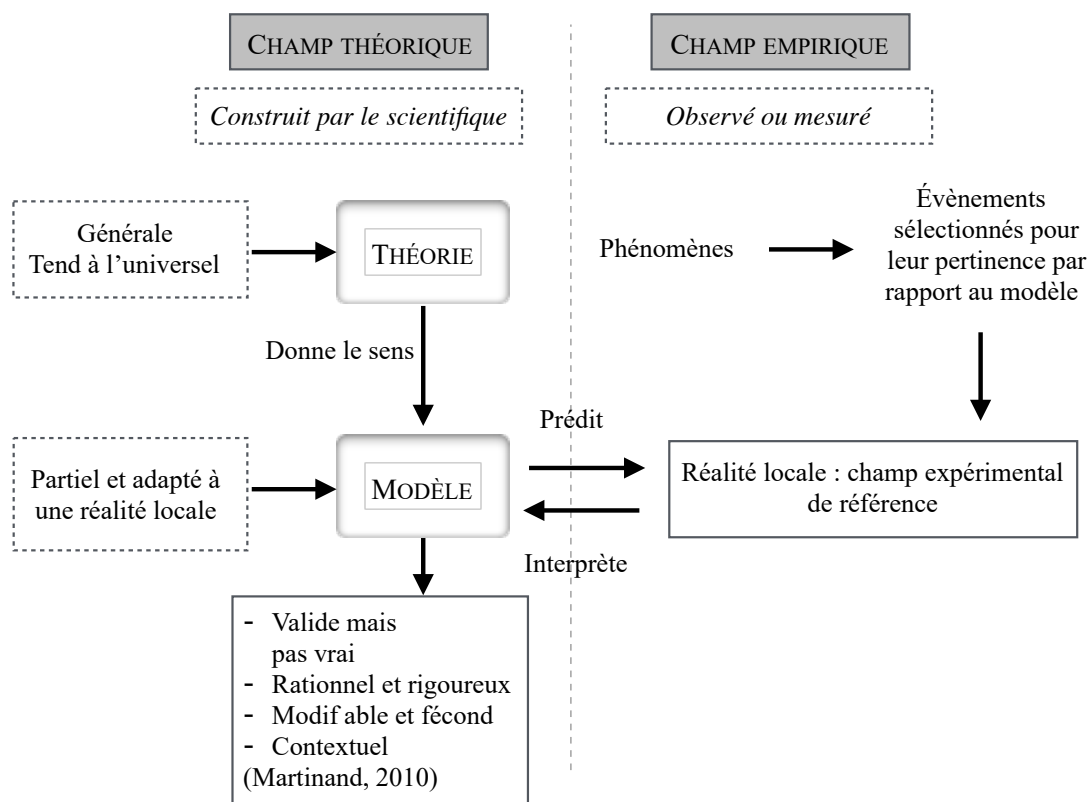 CHAMP THÉORIQUE
CHAMP EMPIRIQUE
Construit par le scientifique
Observé ou mesuré
Générale
Tend à l’universel
THÉORIE
Phénomènes
Évènements
sélectionnés pour
leur pertinence par
rapport au modèle
Donne le sens
Prédit
Partiel et adapté à
une réalité locale
MODÈLE
Réalité locale : champ expérimental
de référence
Interprète
- Valide mais
pas vrai
- Rationnel et rigoureux
- Modif able et fécond
- Contextuel
(Martinand, 2010)